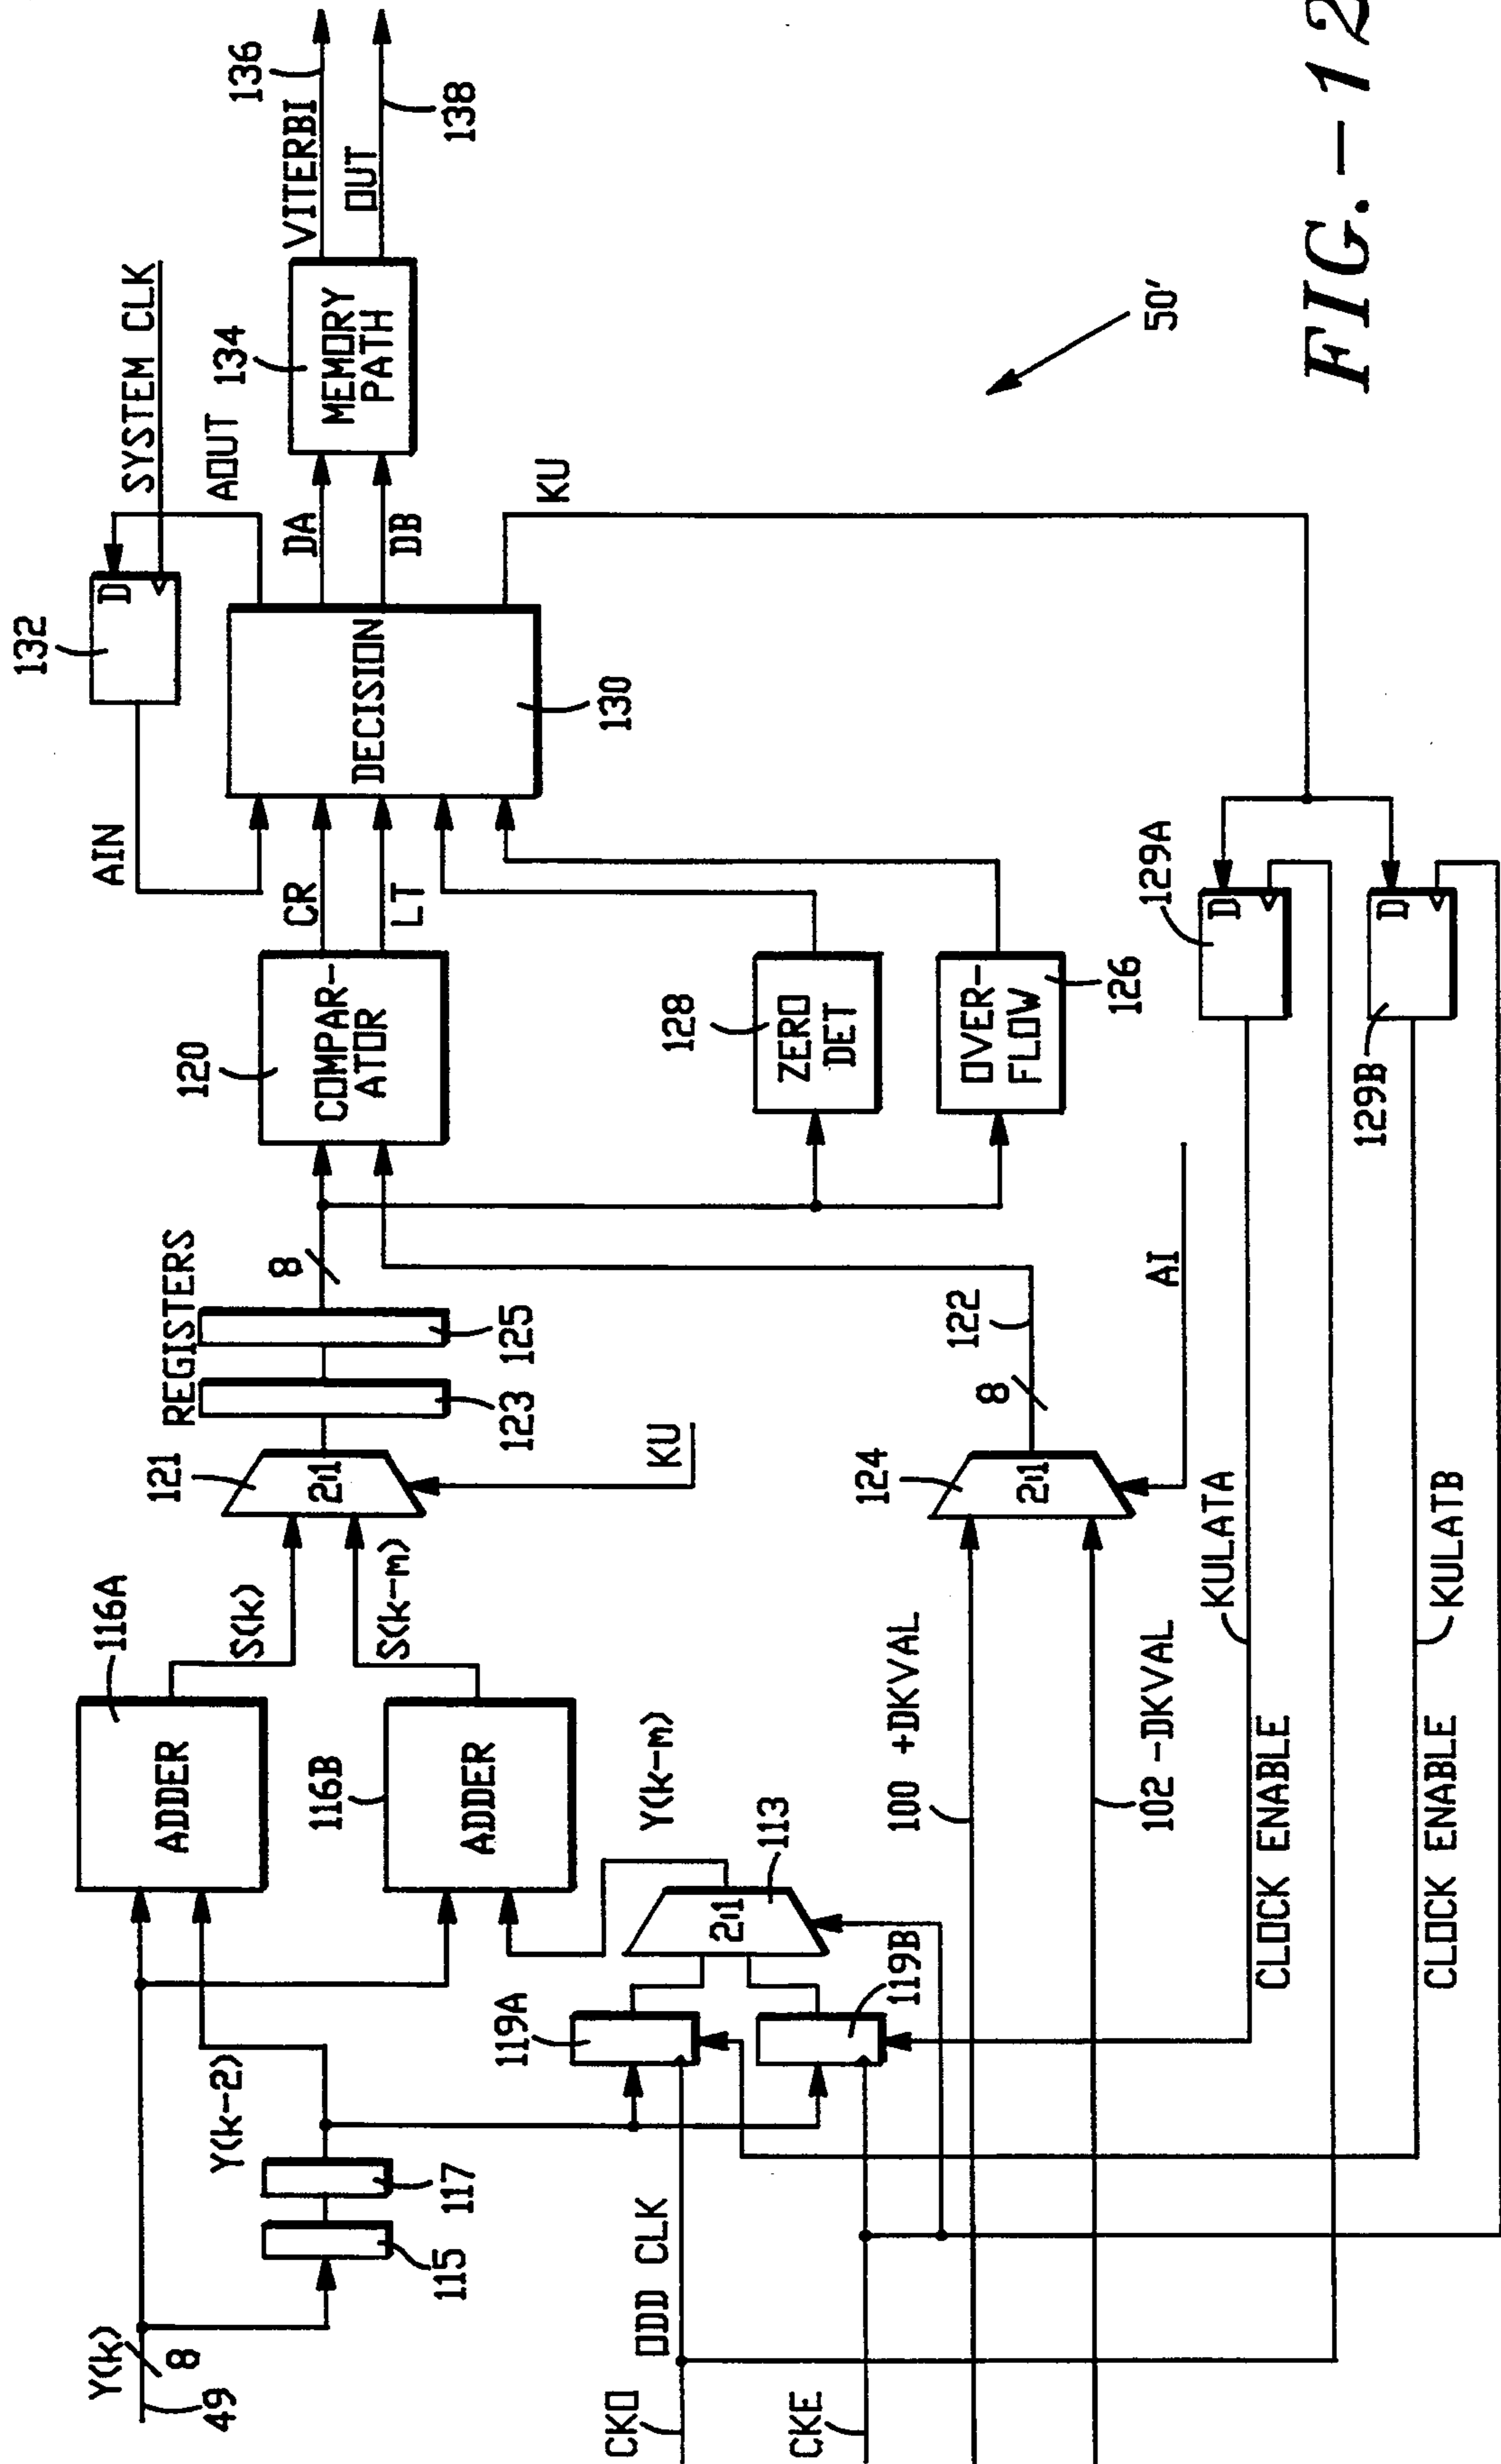 Y(k)
8
49
115
117
Y(k-2)
ADDER
116A
ADDER
116B
S(k)
S(k-m)
Y(k-m)
119A
119B
2:1
113
121
2:1
KU
REGISTERS
123
125
8
120
COMPAR-
ATOR
CR
LT
AIN
132
D
SYSTEM CLK
AOUT
DECISION
130
DA
DB
134
MEMORY
PATH
VITERBI
136
OUT
138
KU
128
ZERO
DET
OVER-
FLOW
126
124
2:1
8
122
AI
100 +DKVAL
102 -DKVAL
CKO
ODD CLK
CKE
KULATA
CLOCK ENABLE
KULATB
CLOCK ENABLE
129A
D
129B
D
50'
FIG.-12